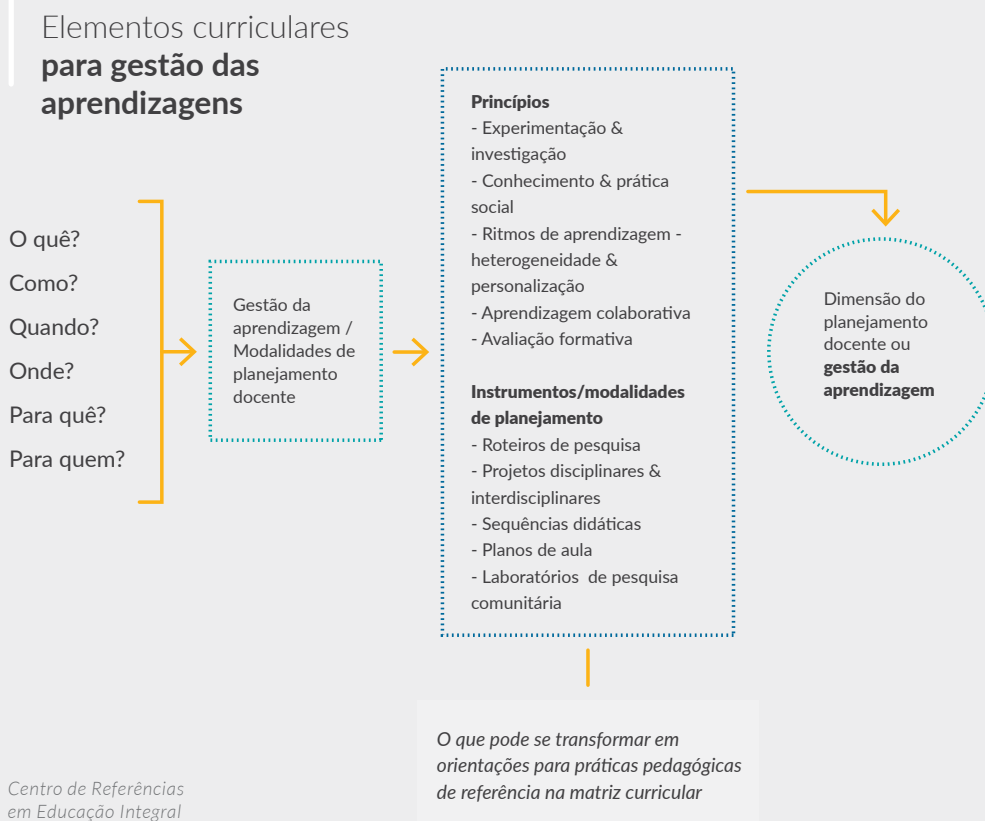 Elementos curriculares
para gestão das
aprendizagens
O quê?
Como?
Quando?
Onde?
Para quê?
Para quem?
Gestão da
aprendizagem /
Modalidades de
planejamento
docente
Princípios
- Experimentação &
investigação
- Conhecimento & prática
social
- Ritmos de aprendizagem -
heterogeneidade &
personalização
- Aprendizagem colaborativa
- Avaliação formativa
Instrumentos/modalidades
de planejamento
- Roteiros de pesquisa
- Projetos disciplinares &
interdisciplinares
- Sequências didáticas
- Planos de aula
- Laboratórios de pesquisa
comunitária
Dimensão do
planejamento
docente ou
gestão da
aprendizagem
O que pode se transformar em
orientações para práticas pedagógicas
de referência na matriz curricular
Centro de Referências
em Educação Integral